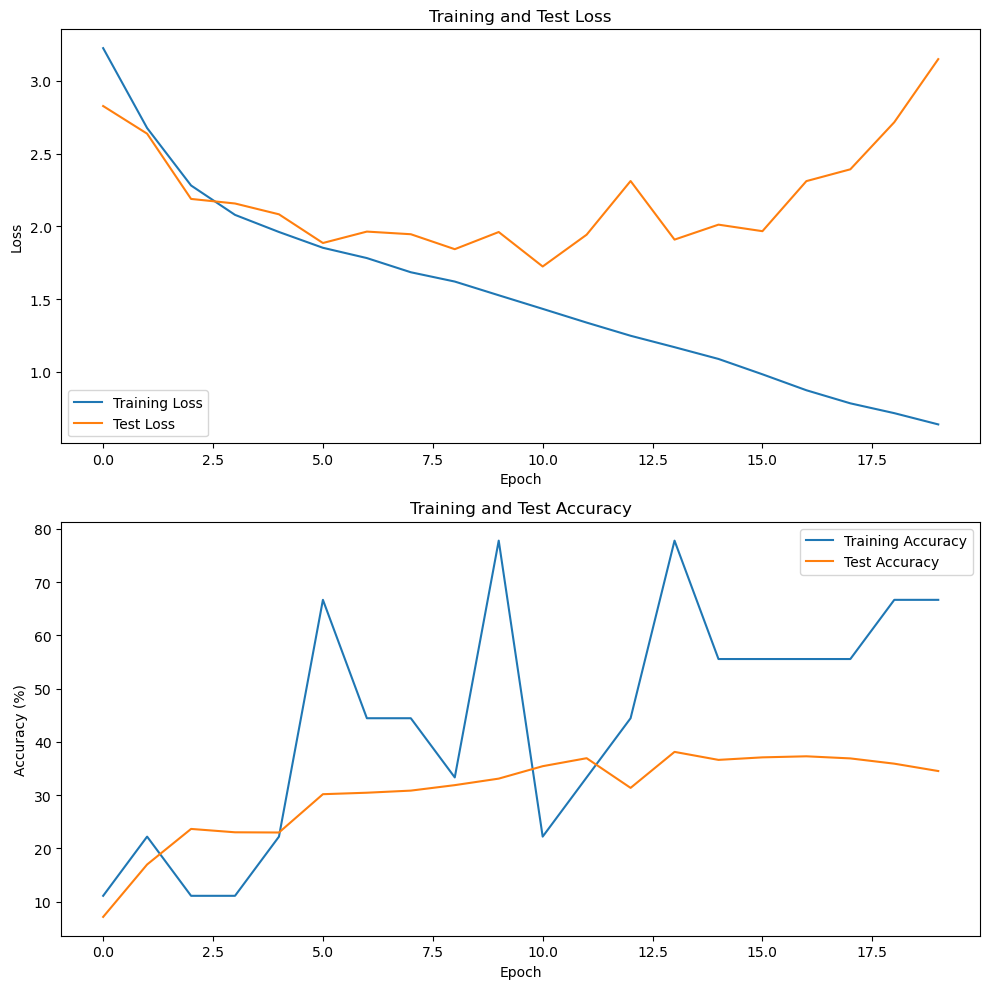 Training and Test Loss
3.0
2.5
2.0
1.5
1.0
Loss
Training Loss
Test Loss
0.0 2.5 5.0 7.5 10.0 12.5 15.0 17.5
Epoch
Training and Test Accuracy
80
70
60
50
40
30
20
10
Accuracy (%)
Training Accuracy
Test Accuracy
0.0 2.5 5.0 7.5 10.0 12.5 15.0 17.5
Epoch